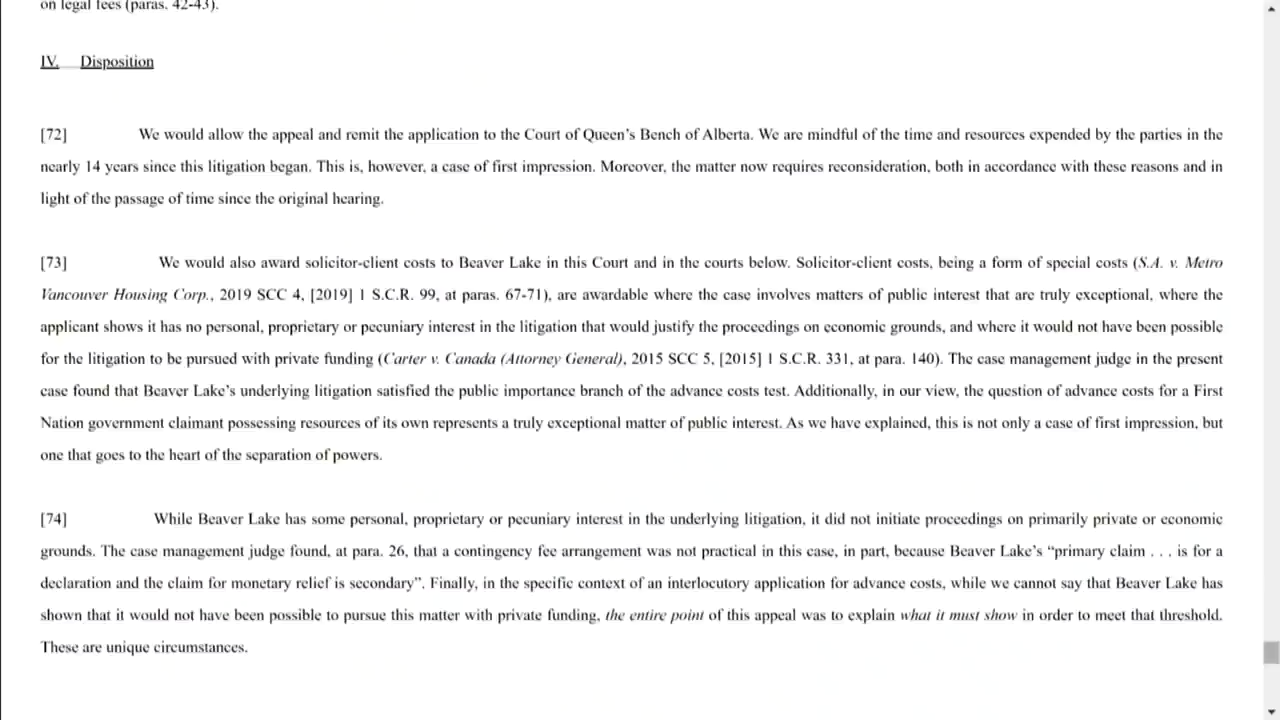 on legal fees (paras. 42-43).
IV. Disposition
[72] We would allow the appeal and remit the application to the Court of Queen's Bench of Alberta. We are mindful of the time and resources expended by the parties in the
nearly 14 years since this litigation began. This is, however, a case of first impression. Moreover, the matter now requires reconsideration, both in accordance with these reasons and in
light of the passage of time since the original hearing.
[73] We would also award solicitor-client costs to Beaver Lake in this Court and in the courts below. Solicitor-client costs, being a form of special costs (S.A. v. Metro
Vancouver Housing Corp., 2019 SCC 4, [2019] 1 S.C.R. 99, at paras. 67-71), are awardable where the case involves matters of public interest that are truly exceptional, where the
applicant shows it has no personal, proprietary or pecuniary interest in the litigation that would justify the proceedings on economic grounds, and where it would not have been possible
for the litigation to be pursued with private funding (Carter v. Canada (Attorney General), 2015 SCC 5, [2015] 1 S.C.R. 331, at para. 140). The case management judge in the present
case found that Beaver Lake's underlying litigation satisfied the public importance branch of the advance costs test. Additionally, in our view, the question of advance costs for a First
Nation government claimant possessing resources of its own represents a truly exceptional matter of public interest. As we have explained, this is not only a case of first impression, but
one that goes to the heart of the separation of powers.
[74] While Beaver Lake has some personal, proprietary or pecuniary interest in the underlying litigation, it did not initiate proceedings on primarily private or economic
grounds. The case management judge found, at para. 26, that a contingency fee arrangement was not practical in this case, in part, because Beaver Lake's “primary claim . . . is for a
declaration and the claim for monetary relief is secondary”. Finally, in the specific context of an interlocutory application for advance costs, while we cannot say that Beaver Lake has
shown that it would not have been possible to pursue this matter with private funding, the entire point of this appeal was to explain what it must show in order to meet that threshold.
These are unique circumstances.